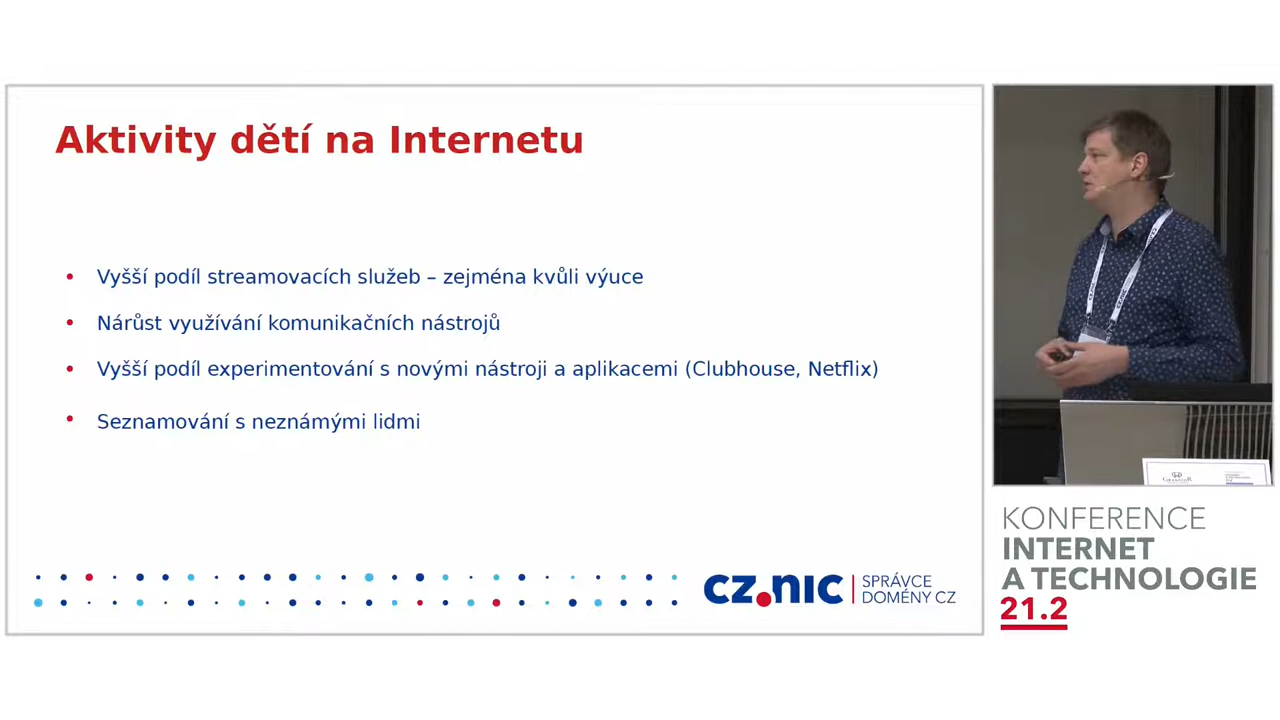 Aktivity dětí na Internetu
Vyšší podíl streamovacích služeb – zejména kvůli výuce
Nárůst využívání komunikačních nástrojů
Vyšší podíl experimentování s novými nástroji a aplikacemi (Clubhouse, Netflix)
Seznamování s neznámými lidmi
cz.nic
SPRÁVCE
DOMÉNY CZ
KONFERENCE
INTERNET
A TECHNOLOGIE
21.2